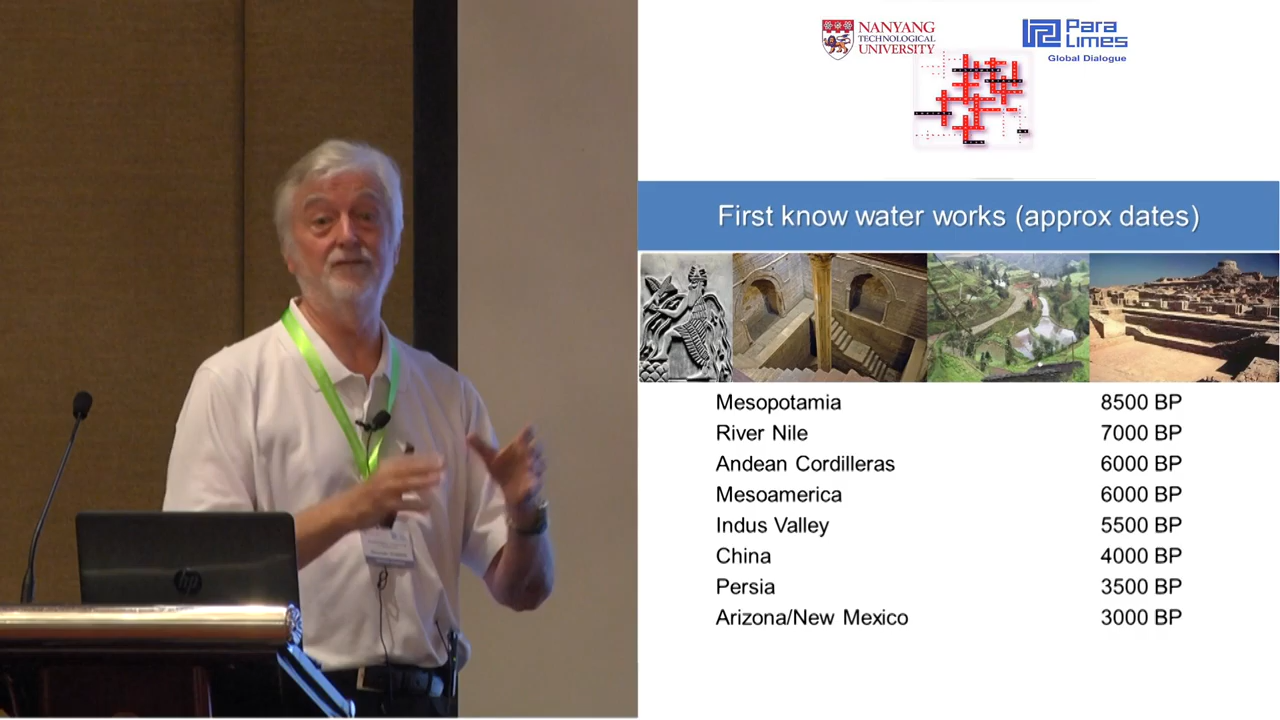 NANYANG
TECHNOLOGICAL
UNIVERSITY
Para
Limes
Global Dialogue
First know water works (approx dates)
Mesopotamia 8500 BP
River Nile 7000 BP
Andean Cordilleras 6000 BP
Mesoamerica 6000 BP
Indus Valley 5500 BP
China 4000 BP
Persia 3500 BP
Arizona/New Mexico 3000 BP
hp